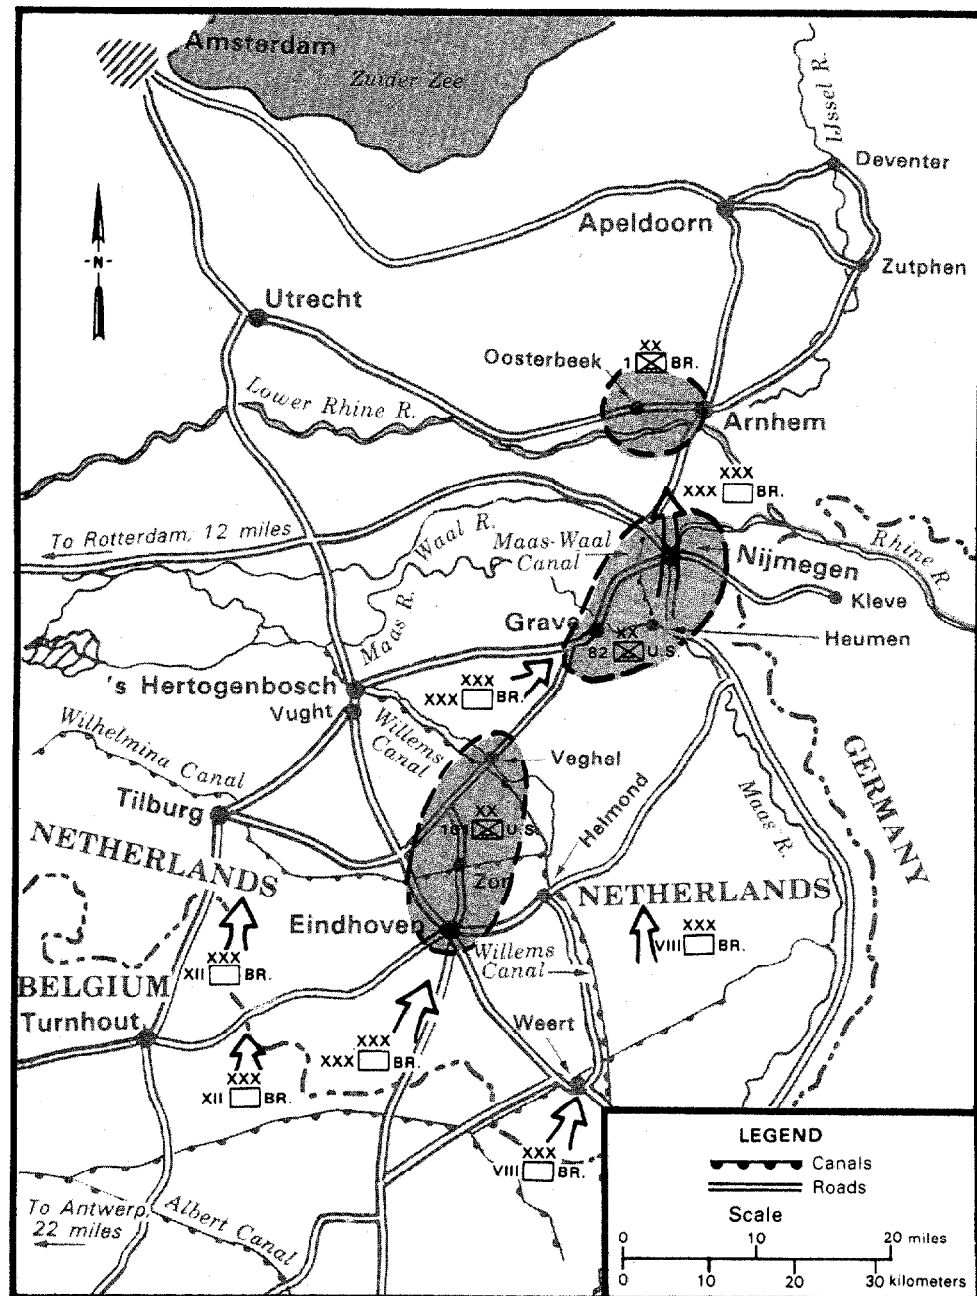 Amsterdam
Zuider Zee
IJssel R.
Deventer
Apeldoorn
-N-
Zutphen
Utrecht
XX
Oosterbeek
1 BR.
Lower Rhine R.
Arnhem
XXX
XXX BR.
To Rotterdam, 12 miles
Waal R.
Maas-Waal
Canal
Nijmegen
Rhine R.
Kleve
Maas R.
Grave
Heumen
XX
82 U.S.
XXX
XXX BR.
's Hertogenbosch
Vught
Wilhelmina Canal
Willems
Canal
Veghel
GERMANY
Tilburg
XX
101 U.S.
Helmond
Maas R.
NETHERLANDS
Zon
NETHERLANDS
Eindhoven
XXX
VIII BR.
XXX
XII BR.
Willems
Canal
BELGIUM
Turnhout
Weert
XXX
XXX BR.
XXX
XII BR.
XXX
VIII BR.
LEGEND
Canals
Roads
Scale
0 10 20 miles
0 10 20 30 kilometers
To Antwerp,
22 miles
Albert Canal